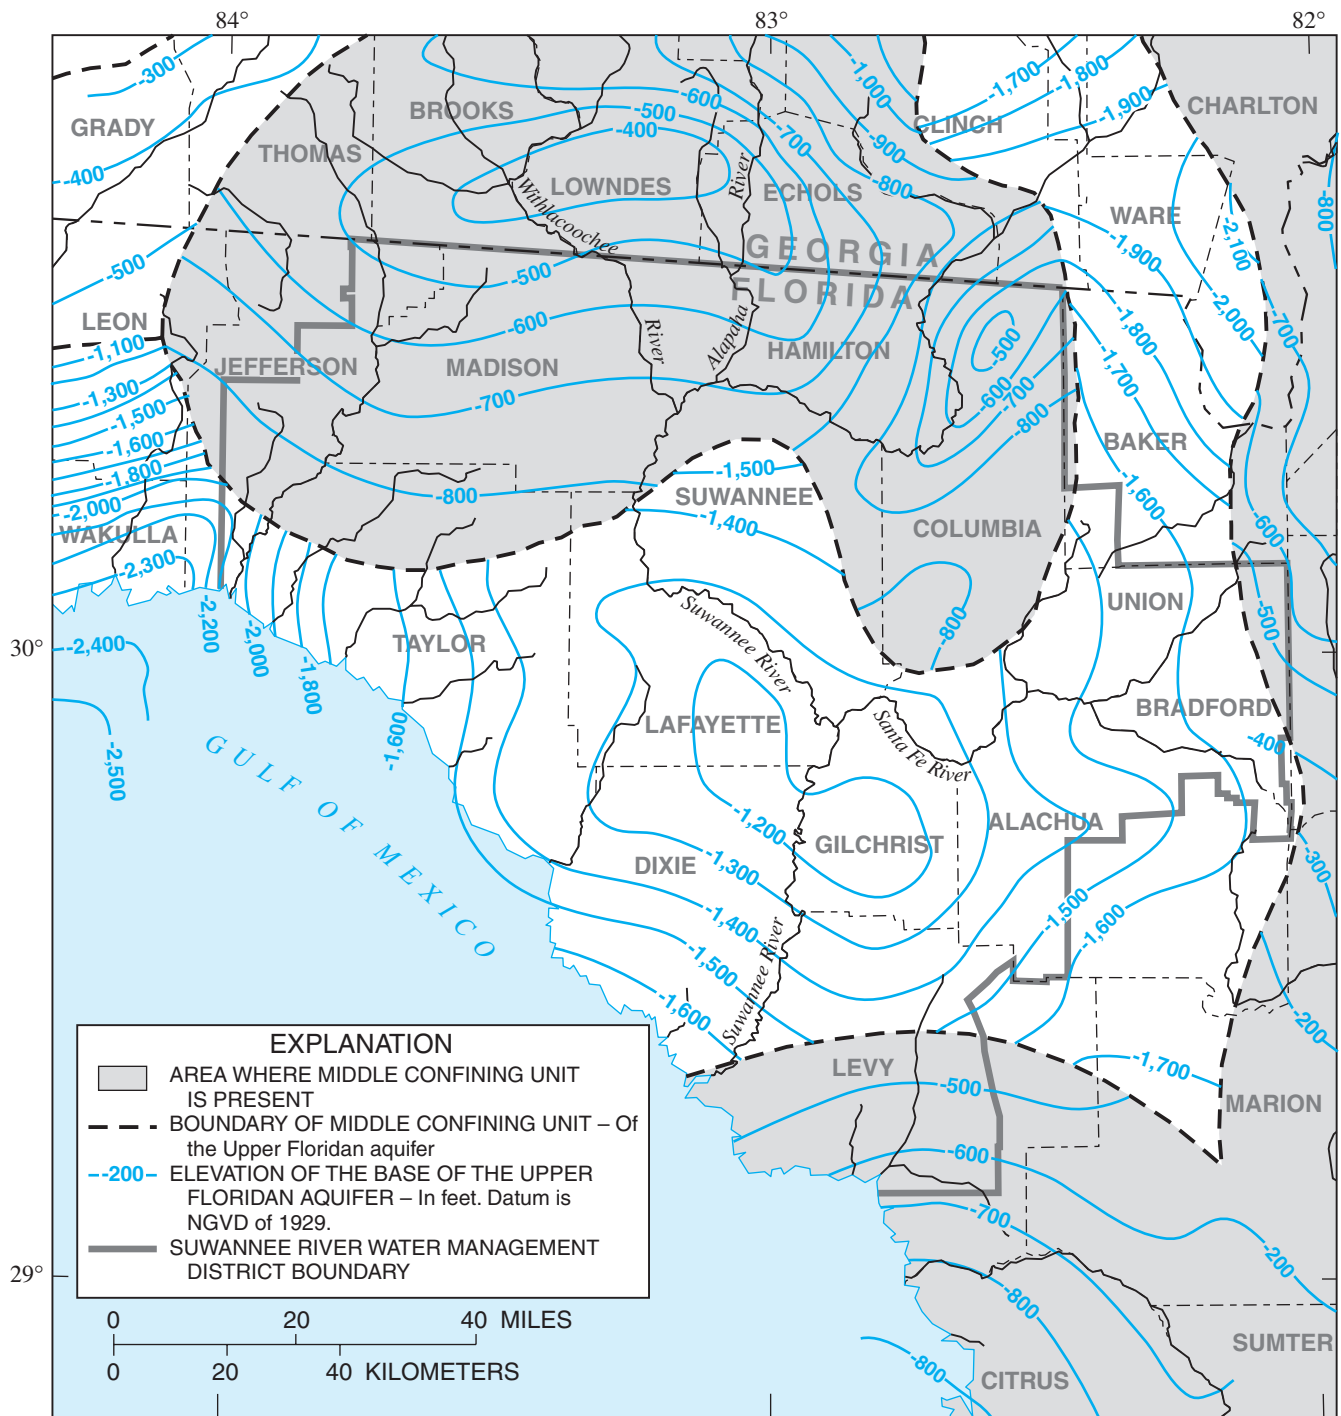 84°
83°
82°
-300
-1,000
-1,700
-1,800
-1,900
-600
-500
-400
BROOKS
GRADY
CLINCH
CHARLTON
THOMAS
-700
-900
-800
-400
LOWNDES
ECHOLS
River
Withlacoochee
-800
WARE
-2,100
-1,900
GEORGIA
FLORIDA
-500
-500
-2,000
-700
-1,800
LEON
-600
-1,100
River
Alapaha
HAMILTON
-500
JEFFERSON
MADISON
-1,700
-1,300
-600
-700
-700
-1,500
-800
-1,600
BAKER
-1,800
-1,500
-800
SUWANNEE
-1,600
-2,000
-1,400
WAKULLA
COLUMBIA
-600
-2,300
UNION
-2,200
Suwannee River
-800
-500
-2,000
TAYLOR
30°
-2,400
-1,800
BRADFORD
LAFAYETTE
-1,600
Santa Fe River
-400
GULF OF MEXICO
-2,500
-1,200
ALACHUA
GILCHRIST
-300
DIXIE
-1,300
-1,400
-1,500
-1,600
-1,500
Suwannee River
-1,600
-200
EXPLANATION
AREA WHERE MIDDLE CONFINING UNIT
IS PRESENT
BOUNDARY OF MIDDLE CONFINING UNIT – Of
the Upper Floridan aquifer
-200
ELEVATION OF THE BASE OF THE UPPER
FLORIDAN AQUIFER – In feet. Datum is
NGVD of 1929.
SUWANNEE RIVER WATER MANAGEMENT
DISTRICT BOUNDARY
LEVY
-1,700
-500
MARION
-600
-700
-200
29°
-800
0 20 40 MILES
0 20 40 KILOMETERS
SUMTER
-800
CITRUS